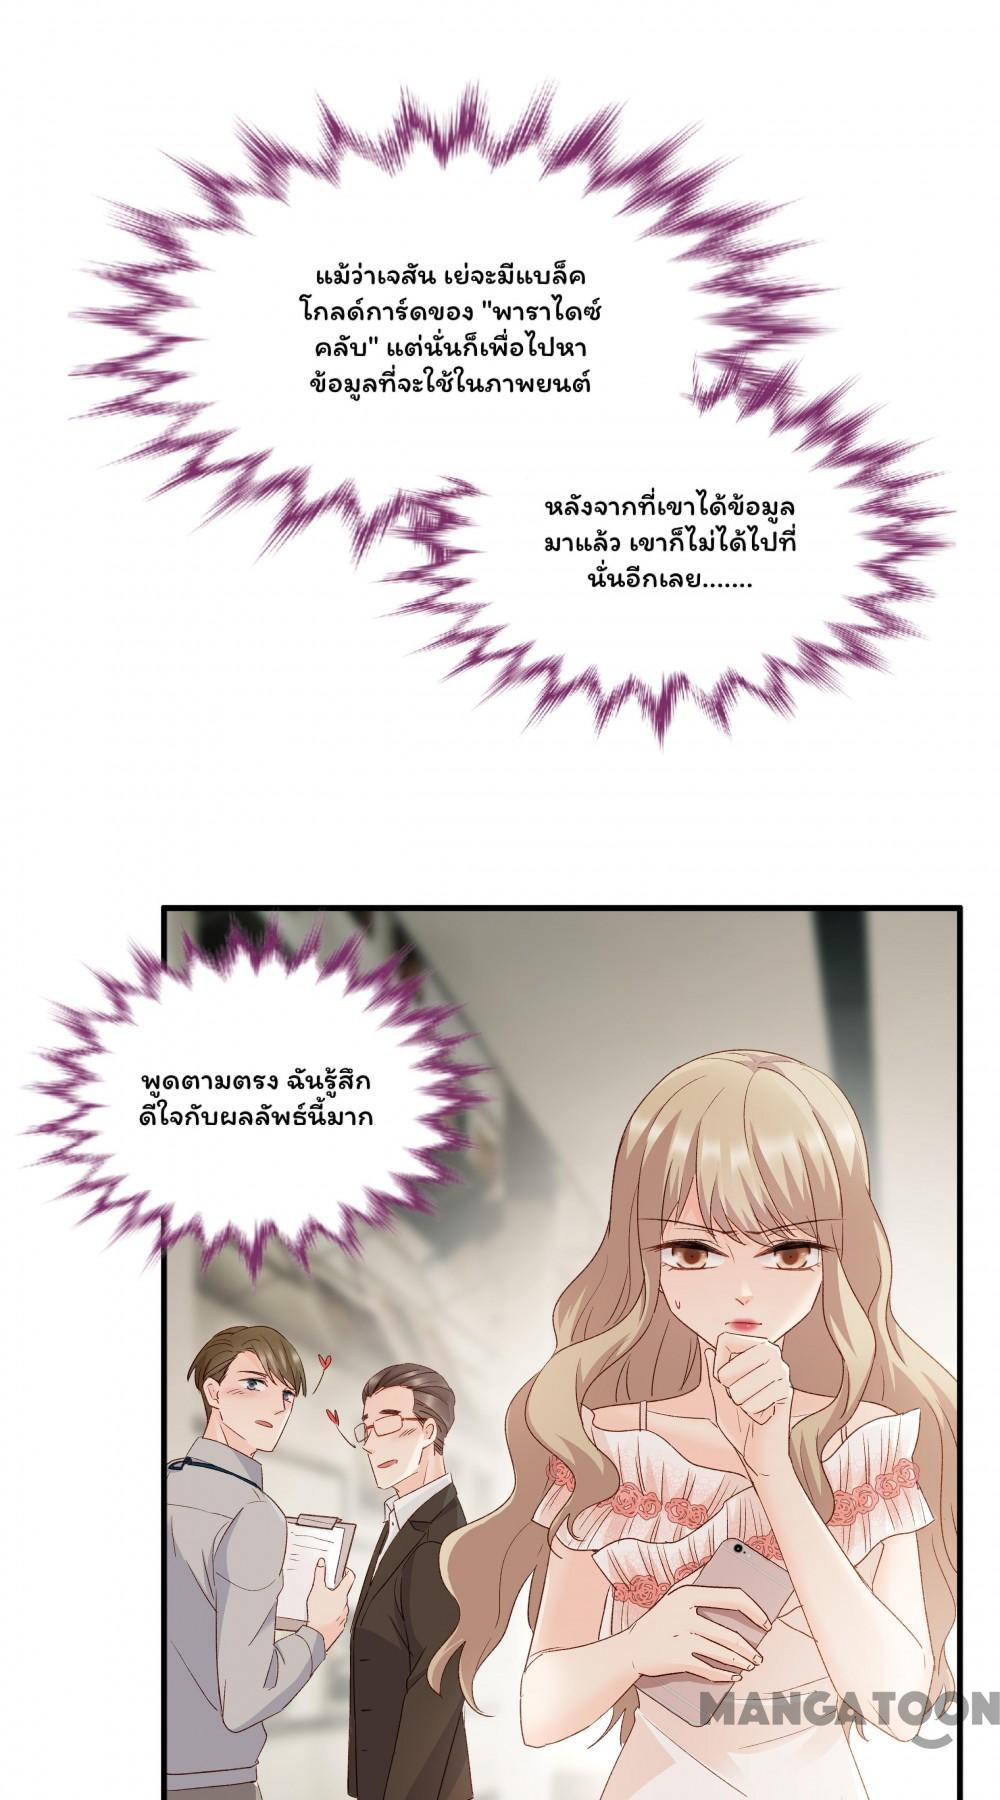 แม้ว่าเจสัน เย่จะมีแบล็ค
โกลด์การ์ดของ "พาราไดซ์
คลับ" แต่นั่นก็เพื่อไปหา
ข้อมูลที่จะใช้ในภาพยนต์
หลังจากที่เขาได้ข้อมูล
มาแล้ว เขาก็ไม่ได้ไปที่
นั่นอีกเลย.......
พูดตามตรง ฉันรู้สึก
ดีใจกับผลลัพธ์นี้มาก
MANGATOON